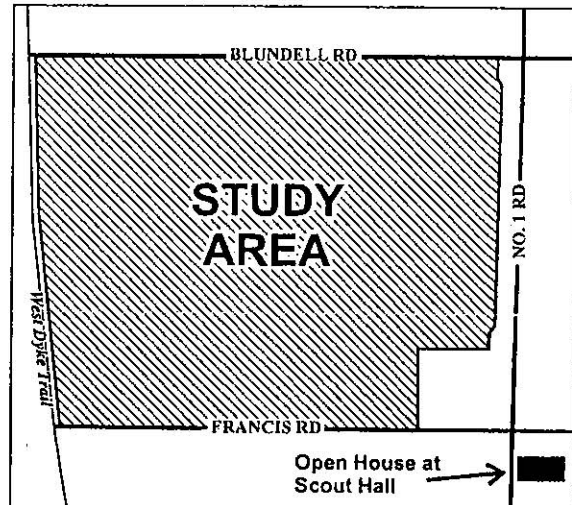 BLUNDELL RD
STUDY
AREA
NO. 1 RD
West Dyke Trail
FRANCIS RD
Open House at
Scout Hall